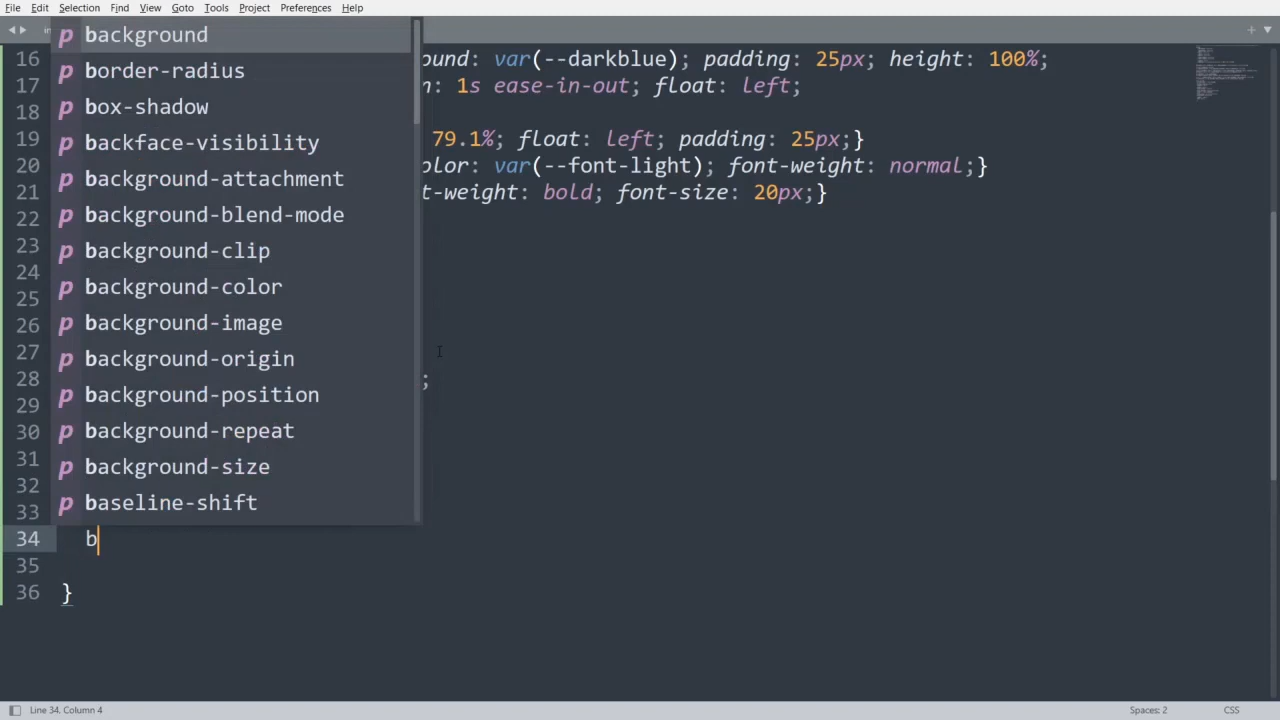 File Edit Selection Find View Goto Tools Project Preferences Help
p background
p border-radius
p box-shadow
p backface-visibility
p background-attachment
p background-blend-mode
p background-clip
p background-color
p background-image
p background-origin
p background-position
p background-repeat
p background-size
p baseline-shift
16 ound: var(--darkblue); padding: 25px; height: 100%;
17 n: 1s ease-in-out; float: left;
18
19 79.1%; float: left; padding: 25px;}
20 olor: var(--font-light); font-weight: normal;}
21 t-weight: bold; font-size: 20px;}
22
23
24
25
26
27
28 ;
29
30
31
32
33
34 b
35
36 }
Line 34, Column 4
Spaces: 2
CSS